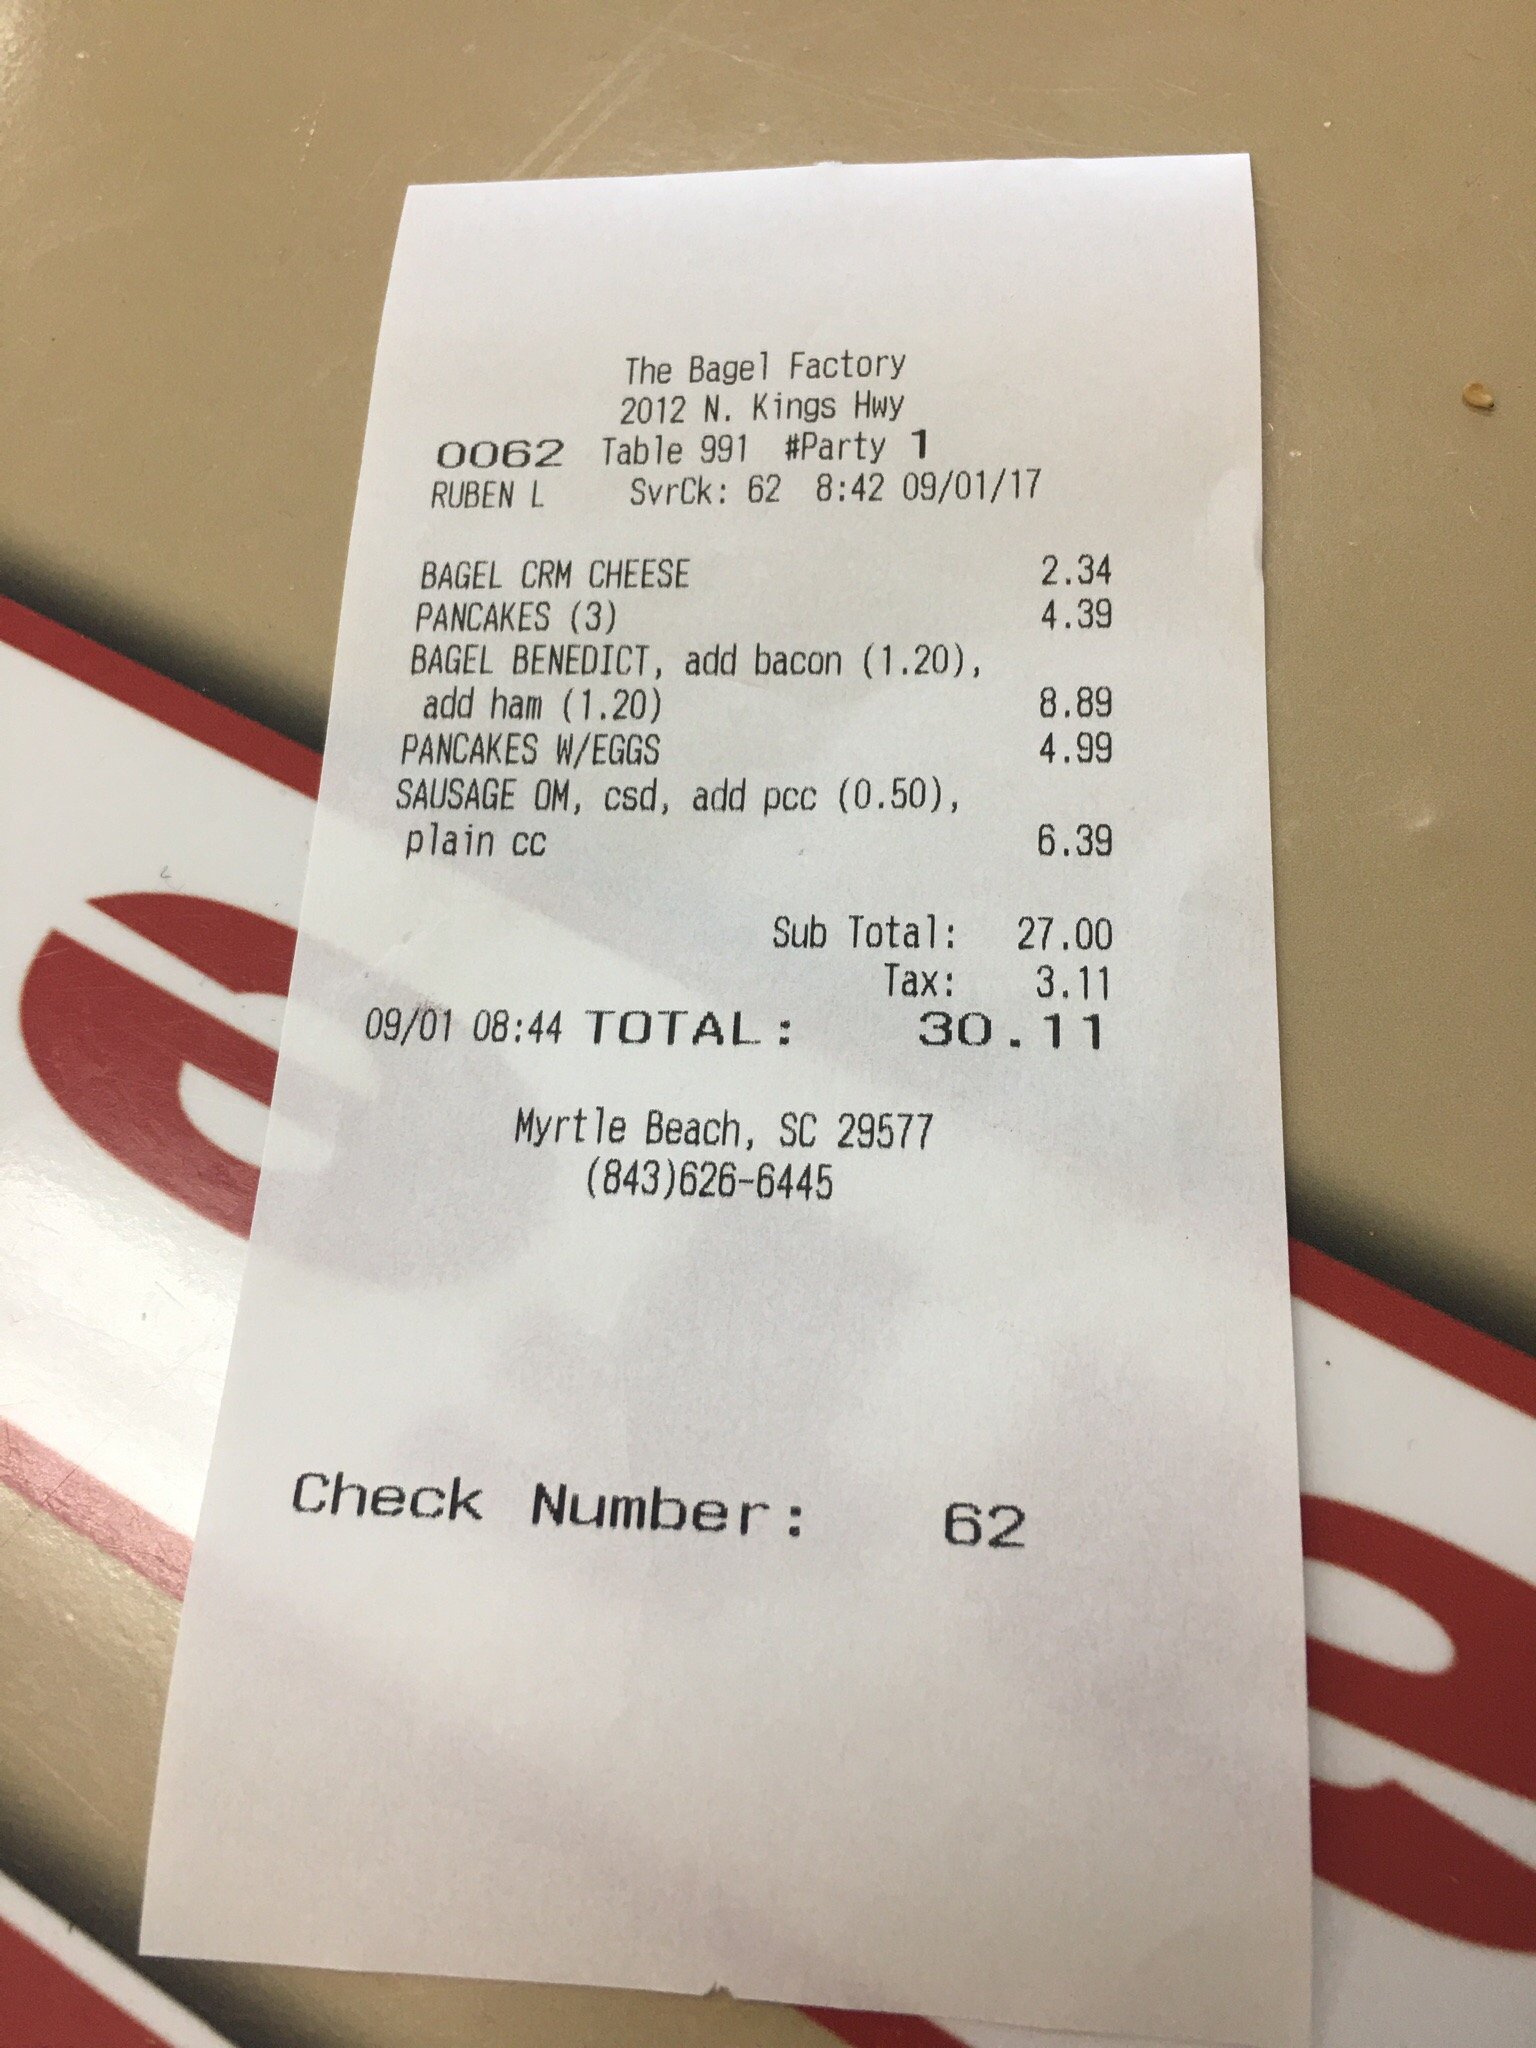 The Bagel Factory
2012 N. Kings Hwy
0062 Table 991 #Party 1
RUBEN L SvrCk: 62 8:42 09/01/17
BAGEL CRM CHEESE 2.34
PANCAKES (3) 4.39
BAGEL BENEDICT, add bacon (1.20),
add ham (1.20) 8.89
PANCAKES W/EGGS 4.99
SAUSAGE OM, csd, add pcc (0.50),
plain cc 6.39
Sub Total: 27.00
Tax: 3.11
09/01 08:44 TOTAL: 30.11
Myrtle Beach, SC 29577
(843)626-6445
Check Number: 62